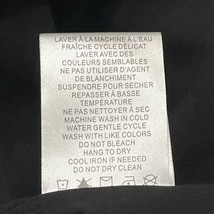 LAVER À LA MACHINE À L'EAU
FRAÎCHE CYCLE DÉLICAT
LAVER AVEC DES
COULEURS SEMBLABLES
NE PAS UTILISER D'AGENT
DE BLANCHIMENT
SUSPENDRE POUR SECHER
REPASSER À BASSE
TEMPÉRATURE
NE PAS NETTOYER À SEC
MACHINE WASH IN COLD
WATER GENTLE CYCLE
WASH WITH LIKE COLORS
DO NOT BLEACH
HANG TO DRY
COOL IRON IF NEEDED
DO NOT DRY CLEAN